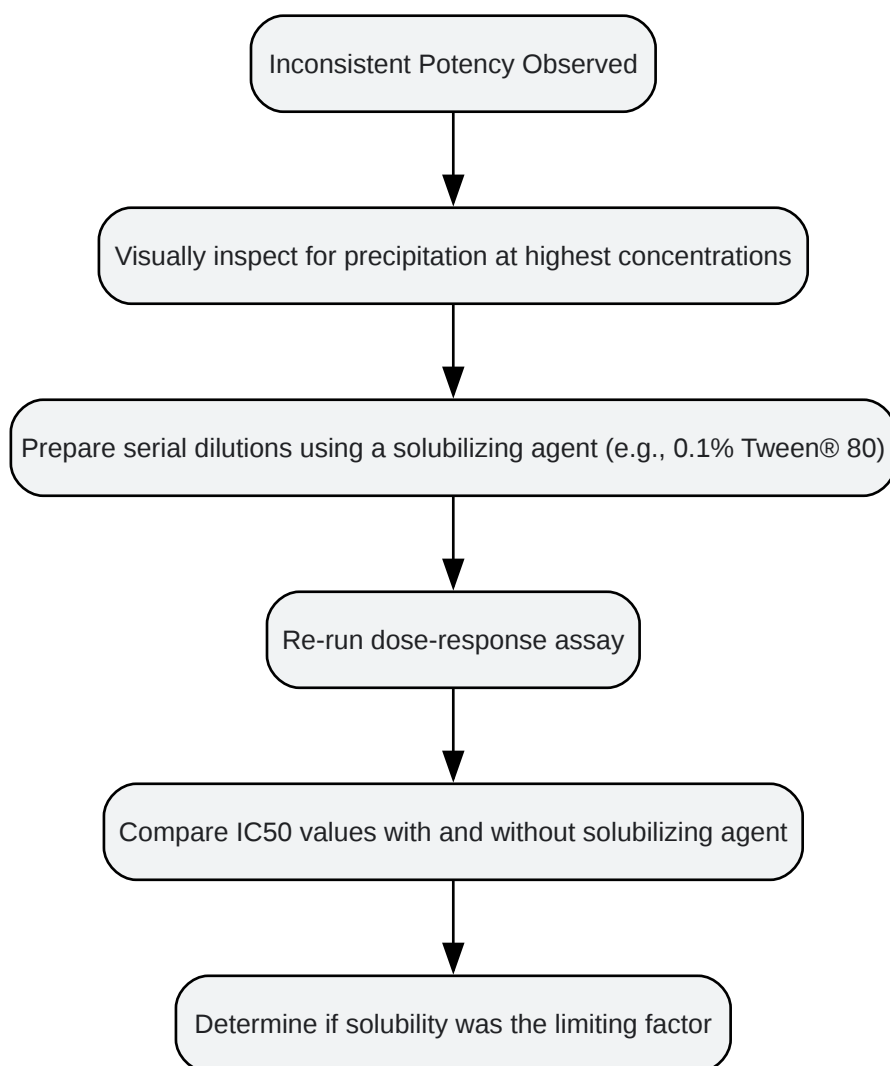 Inconsistent Potency Observed
Visually inspect for precipitation at highest concentrations
Prepare serial dilutions using a solubilizing agent (e.g., 0.1% Tween® 80)
Re-run dose-response assay
Compare IC50 values with and without solubilizing agent
Determine if solubility was the limiting factor